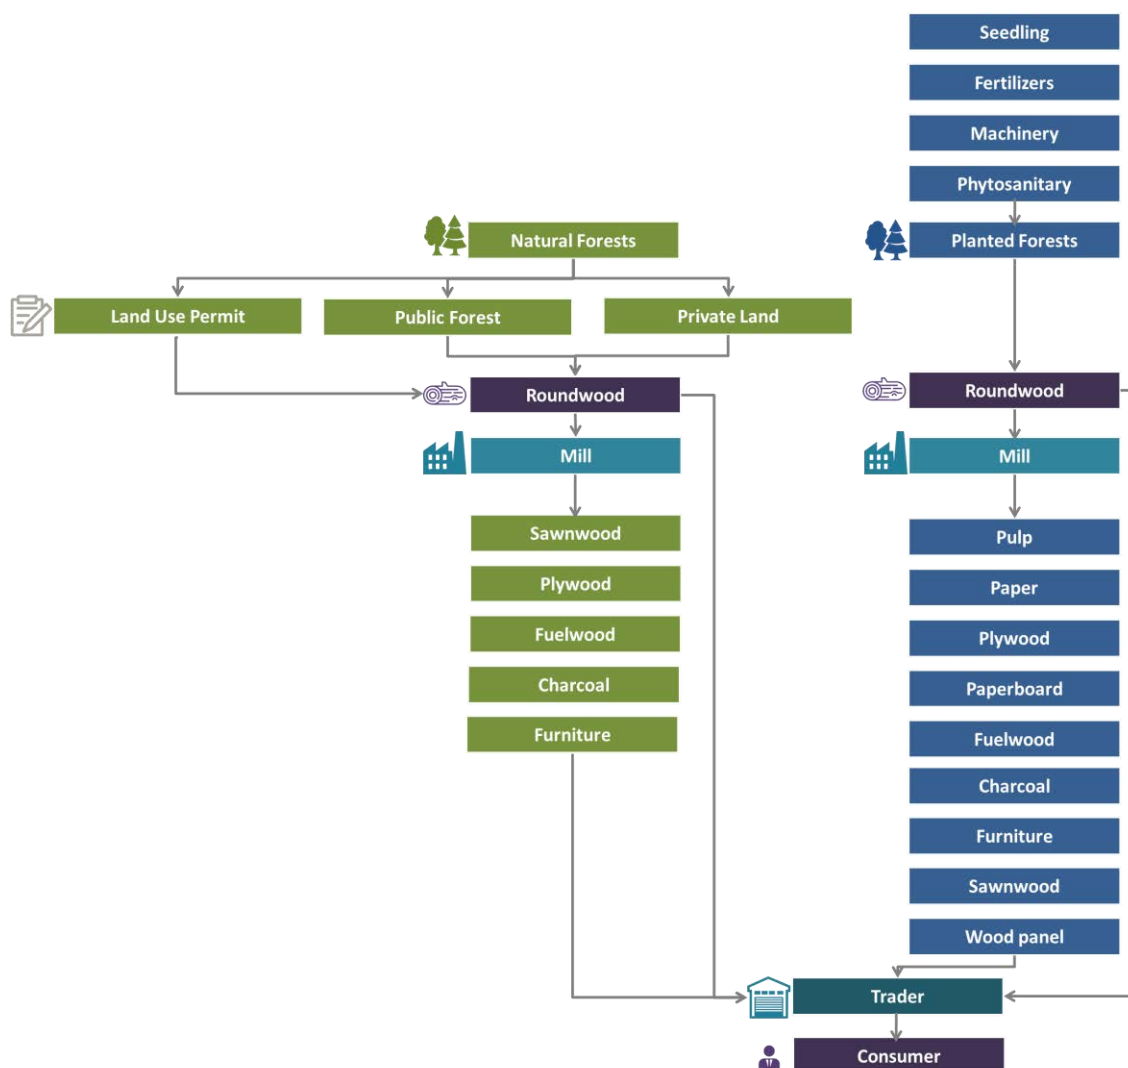 Seedling
Fertilizers
Machinery
Phytosanitary
Natural Forests
Planted Forests
Land Use Permit
Public Forest
Private Land
Roundwood
Roundwood
Mill
Mill
Sawnwood
Plywood
Fuelwood
Charcoal
Furniture
Pulp
Paper
Plywood
Paperboard
Fuelwood
Charcoal
Furniture
Sawnwood
Wood panel
Trader
Consumer